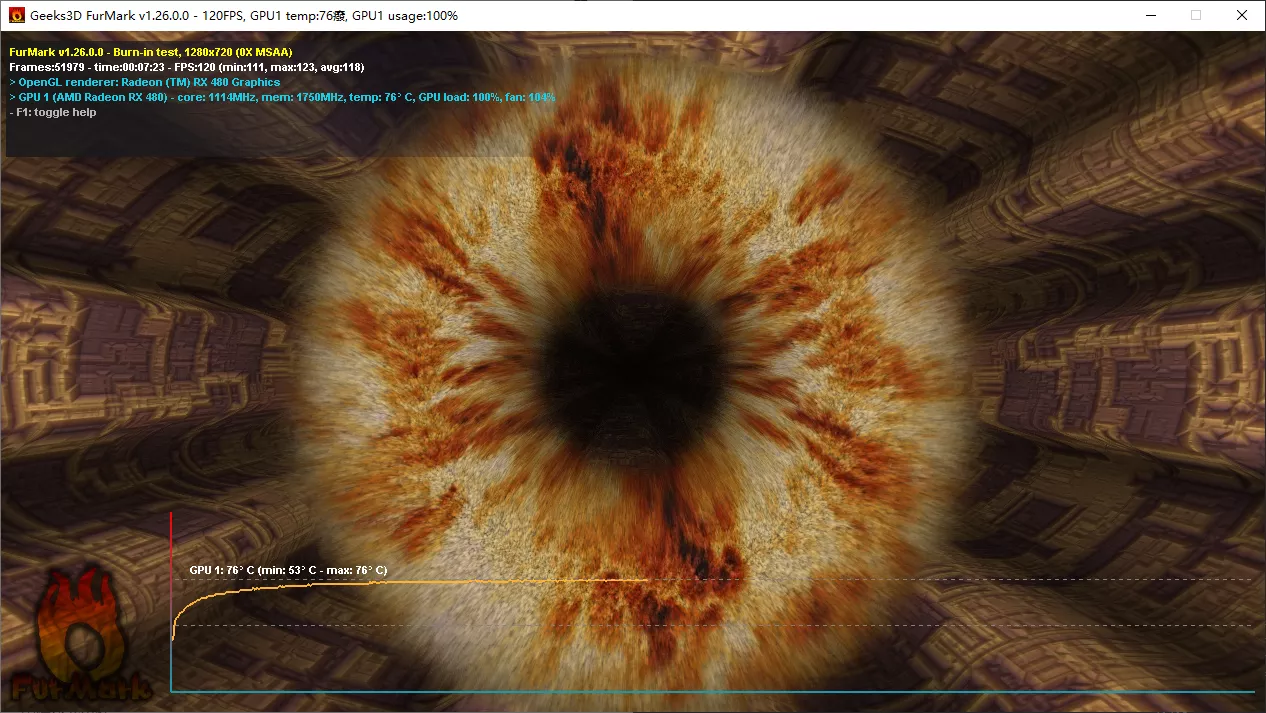 Geeks3D FurMark v1.26.0.0 - 120FPS, GPU1 temp:76癈, GPU1 usage:100%
FurMark v1.26.0.0 - Burn-in test, 1280x720 (0X MSAA)
Frames:51979 - time:00:07:23 - FPS:120 (min:111, max:123, avg:118)
> OpenGL renderer: Radeon (TM) RX 480 Graphics
> GPU 1 (AMD Radeon RX 480) - core: 1114MHz, mem: 1750MHz, temp: 76° C, GPU load: 100%, fan: 104%
- F1: toggle help
GPU 1: 76° C (min: 53° C - max: 76° C)
FurMark